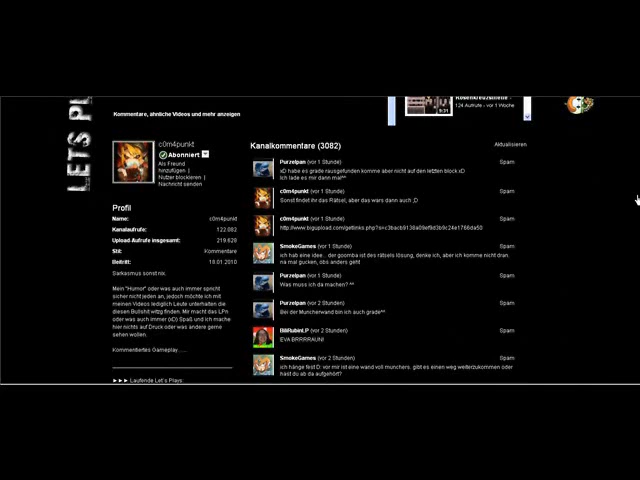 LETS PL
Rosenkreuzstilette -
9:31
124 Aufrufe - vor 1 Woche
Kommentare, ähnliche Videos und mehr anzeigen
c0m4punkt
Abonniert
Als Freund
hinzufügen |
Nutzer blockieren |
Nachricht senden
Profil
Name: c0m4punkt
Kanalaufrufe: 122.082
Upload-Aufrufe insgesamt: 219.628
Stil: Kommentare
Beitritt: 18.01.2010
Sarkasmus sonst nix.
Mein "Humor" oder was auch immer spricht
sicher nicht jeden an, jedoch möchte ich mit
meinen Videos lediglich Leute unterhalten die
diesen Bullshit witzig finden. Mir macht das LPn
oder was auch immer (xD) Spaß und ich mache
hier nichts auf Druck oder was andere gerne
sehen wollen.
Kommentiertes Gameplay......
►►► Laufende Let´s Plays:
Kanalkommentare (3082)
Aktualisieren
Purzelpan (vor 1 Stunde) Spam
xD habe es grade rausgefunden komme aber nicht auf den letzten block xD
Ich lade es mir dann mal^^
c0m4punkt (vor 1 Stunde) Spam
Sonst findet ihr das Rätsel, aber das wars dann auch ;D
c0m4punkt (vor 1 Stunde) Spam
SmokeGames (vor 1 Stunde) Spam
ich hab eine idee... der goomba ist des rätsels lösung, denke ich, aber ich komme nicht dran.
na mal gucken, obs anders geht
Purzelpan (vor 1 Stunde) Spam
Was muss ich da machen? ^^
Purzelpan (vor 2 Stunden) Spam
Bei der Muncherwand bin ich auch grade^^
BiliRubinLP (vor 2 Stunden) Spam
EVA BRRRRAUN!
SmokeGames (vor 2 Stunden) Spam
ich hänge fest D: vor mir ist eine wand voll munchers. gibt es einen weg weiterzukommen oder
hast du ab da aufgehört?